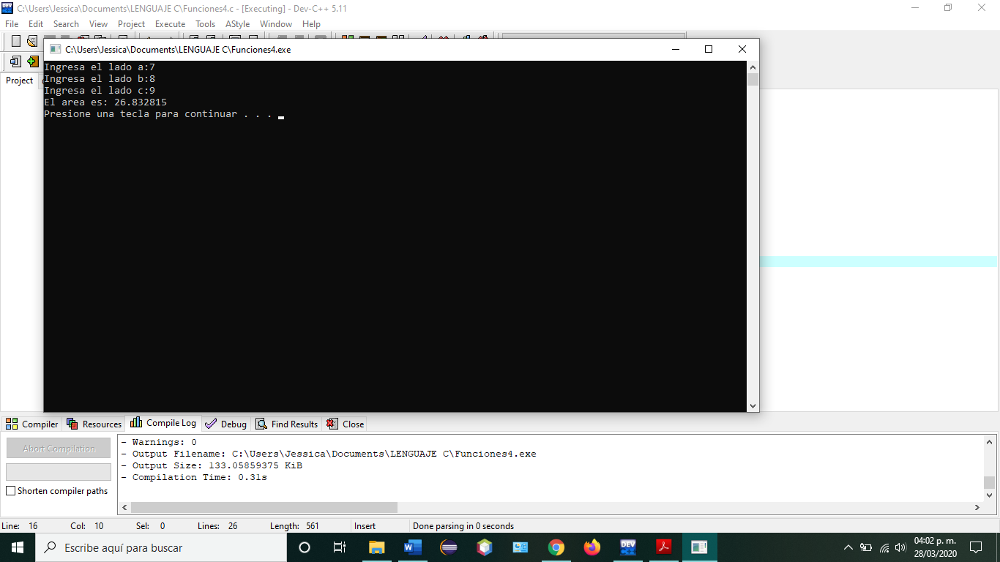 C:\Users\Jessica\Documents\LENGUAJE C\Funciones4.c - [Executing] - Dev-C++ 5.11
File Edit Search View Project Execute Tools AStyle Window Help
C:\Users\Jessica\Documents\LENGUAJE C\Funciones4.exe
Project
Ingresa el lado a:7
Ingresa el lado b:8
Ingresa el lado c:9
El area es: 26.832815
Presione una tecla para continuar . . .
Compiler Resources Compile Log Debug Find Results Close
Abort Compilation
Shorten compiler paths
- Warnings: 0
- Output Filename: C:\Users\Jessica\Documents\LENGUAJE C\Funciones4.exe
- Output Size: 133.05859375 KiB
- Compilation Time: 0.31s
Line: 16 Col: 10 Sel: 0 Lines: 26 Length: 561 Insert Done parsing in 0 seconds
Escribe aquí para buscar
DEV
04:02 p. m.
28/03/2020